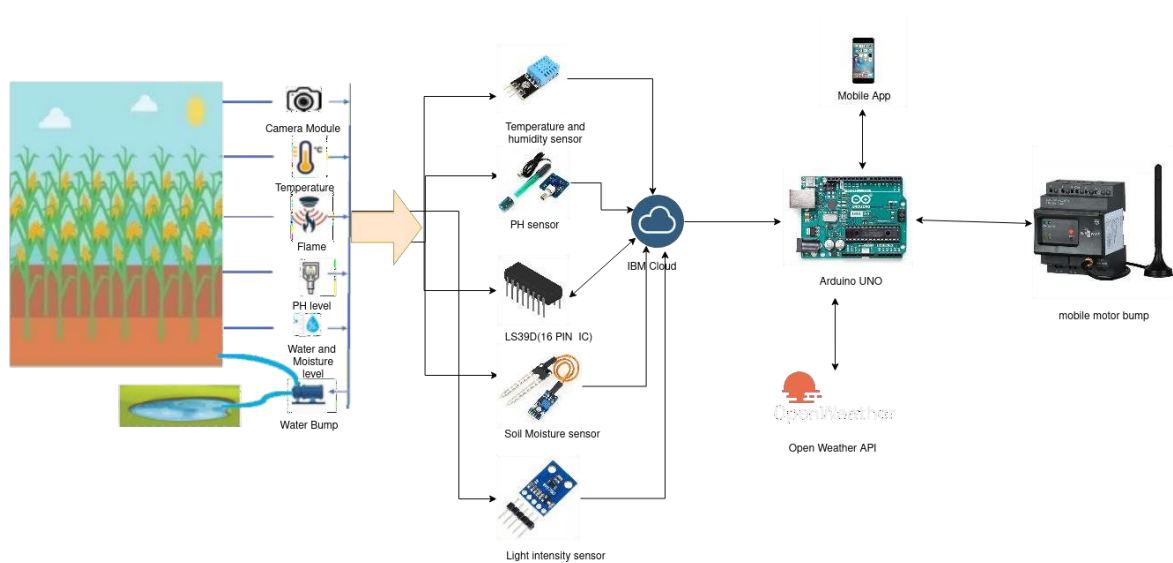 Camera Module
°C
Temperature
Flame
PH level
Water and
Moisture
level
Water Bump
Temperature and
humidity sensor
PH sensor
LS39D(16 PIN  IC)
Soil Moisture sensor
Light intensity sensor
IBM Cloud
Mobile App
ARDUINO
UNO
Arduino UNO
OpenWeather
Open Weather API
mobile motor bump